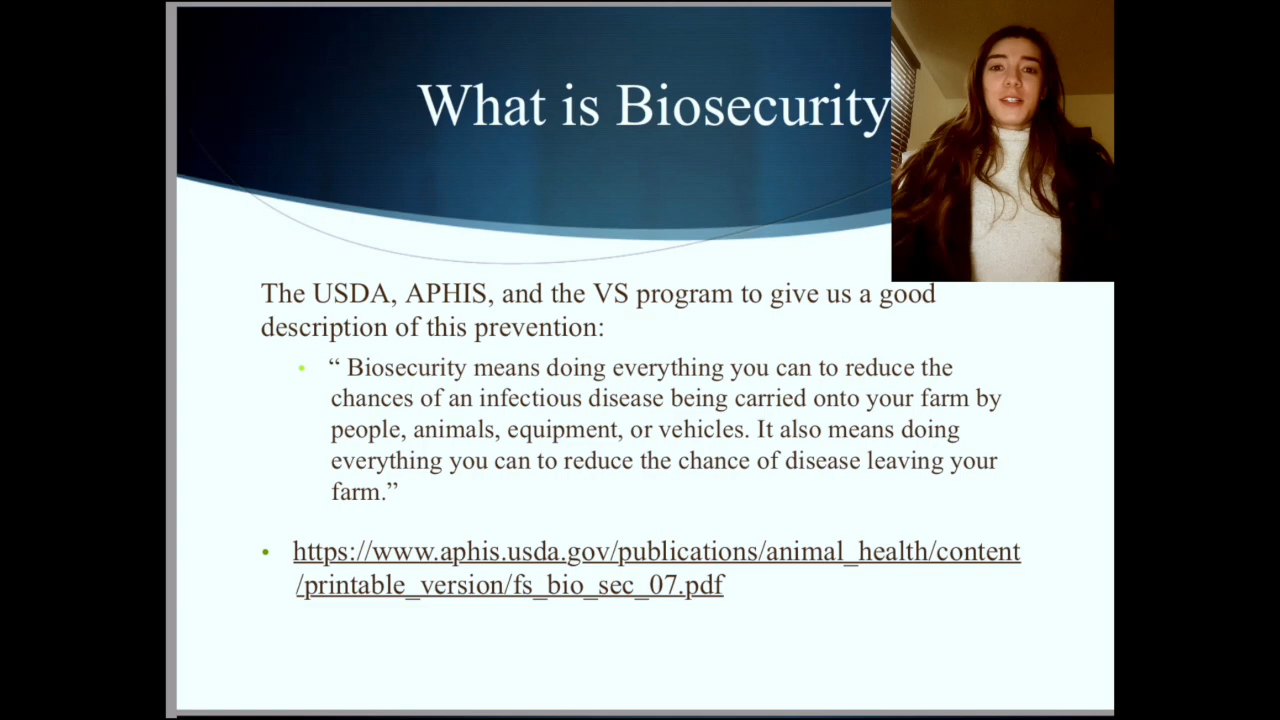 What is Biosecurity
The USDA, APHIS, and the VS program to give us a good
description of this prevention:
“ Biosecurity means doing everything you can to reduce the
chances of an infectious disease being carried onto your farm by
people, animals, equipment, or vehicles. It also means doing
everything you can to reduce the chance of disease leaving your
farm.”
https://www.aphis.usda.gov/publications/animal_health/content
/printable_version/fs_bio_sec_07.pdf